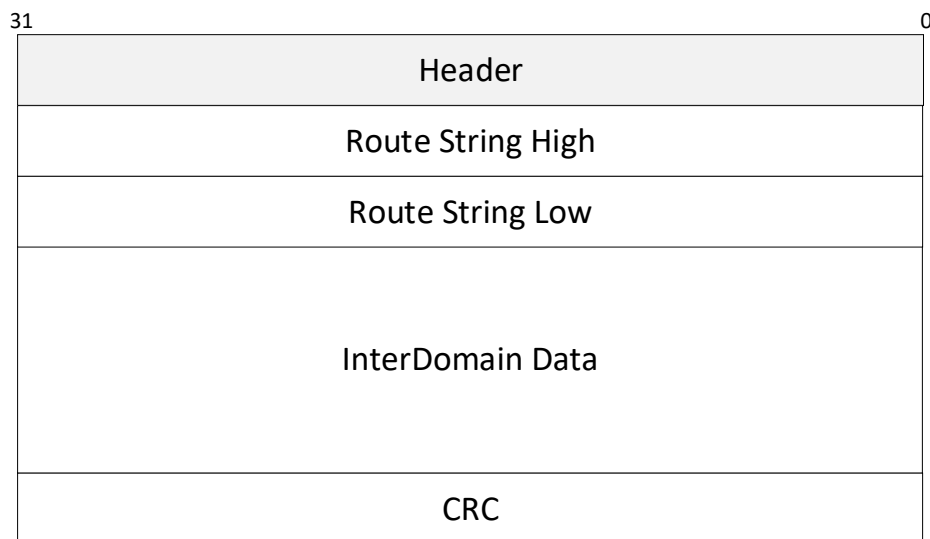 31 0
Header
Route String High
Route String Low
InterDomain Data
CRC